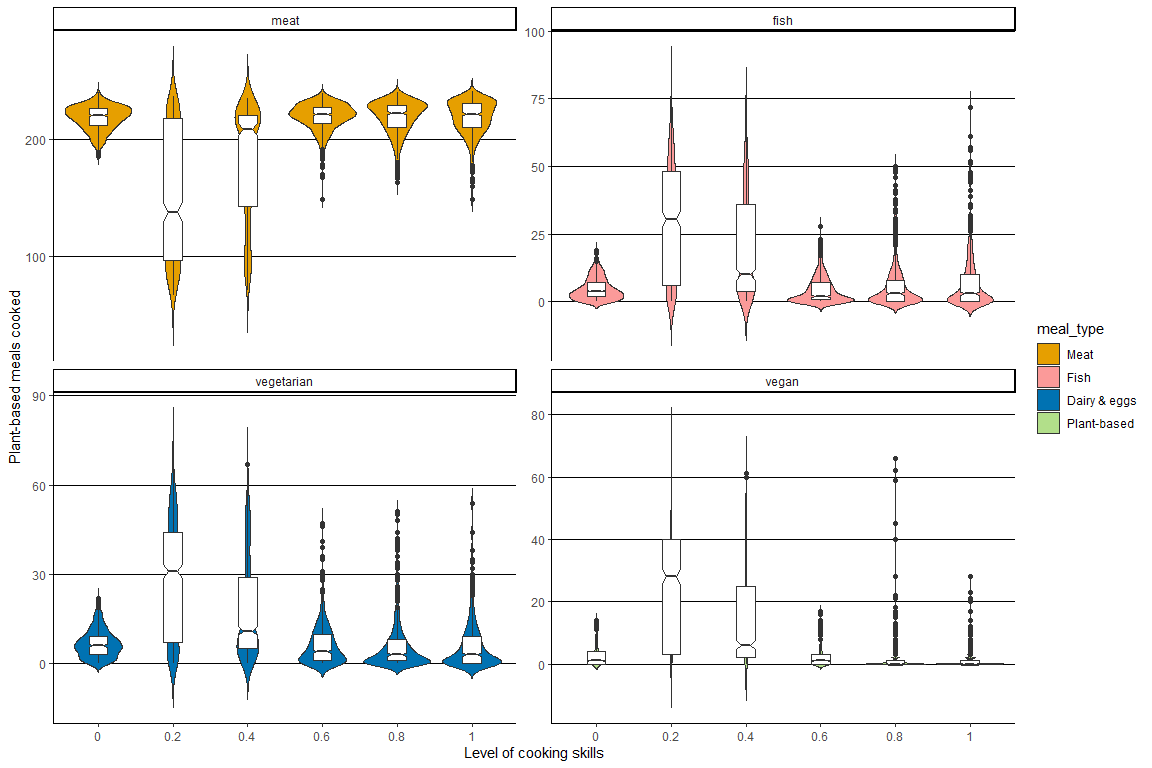 meat
fish
200
100
100
75
50
25
0
Plant-based meals cooked
meal_type
Meat
Fish
Dairy & eggs
Plant-based
vegetarian
vegan
90
60
30
0
80
60
40
20
0
0 0.2 0.4 0.6 0.8 1
0 0.2 0.4 0.6 0.8 1
Level of cooking skills